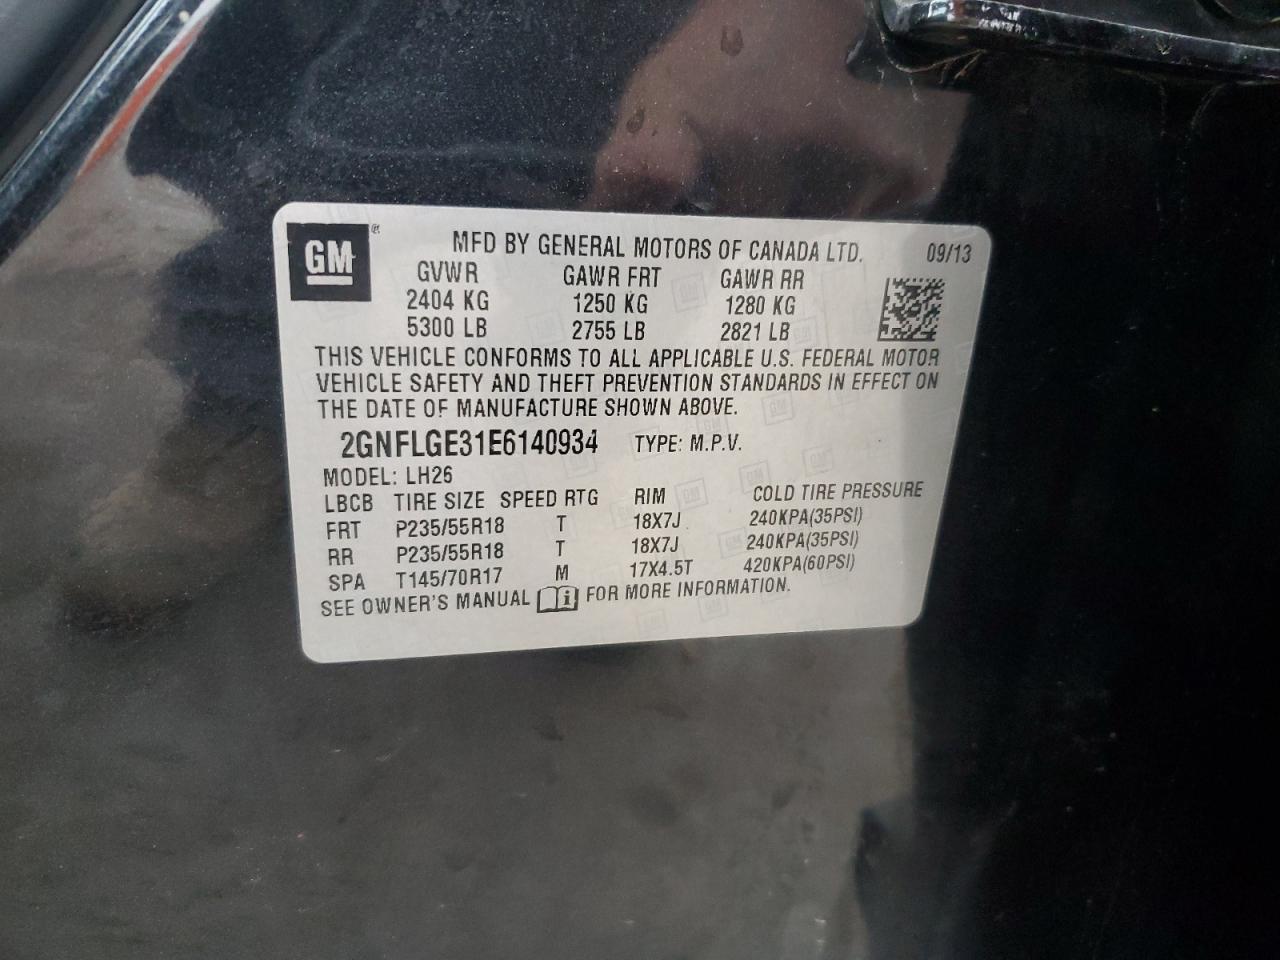 GM® MFD BY GENERAL MOTORS OF CANADA LTD. 09/13
GVWR GAWR FRT GAWR RR
2404 KG 1250 KG 1280 KG
5300 LB 2755 LB 2821 LB
THIS VEHICLE CONFORMS TO ALL APPLICABLE U.S. FEDERAL MOTOR
VEHICLE SAFETY AND THEFT PREVENTION STANDARDS IN EFFECT ON
THE DATE OF MANUFACTURE SHOWN ABOVE.
2GNFLGE31E6140934 TYPE: M.P.V.
MODEL: LH26
LBCB TIRE SIZE SPEED RTG RIM COLD TIRE PRESSURE
FRT P235/55R18 T 18X7J 240KPA(35PSI)
RR P235/55R18 T 18X7J 240KPA(35PSI)
SPA T145/70R17 M 17X4.5T 420KPA(60PSI)
SEE OWNER'S MANUAL i FOR MORE INFORMATION.